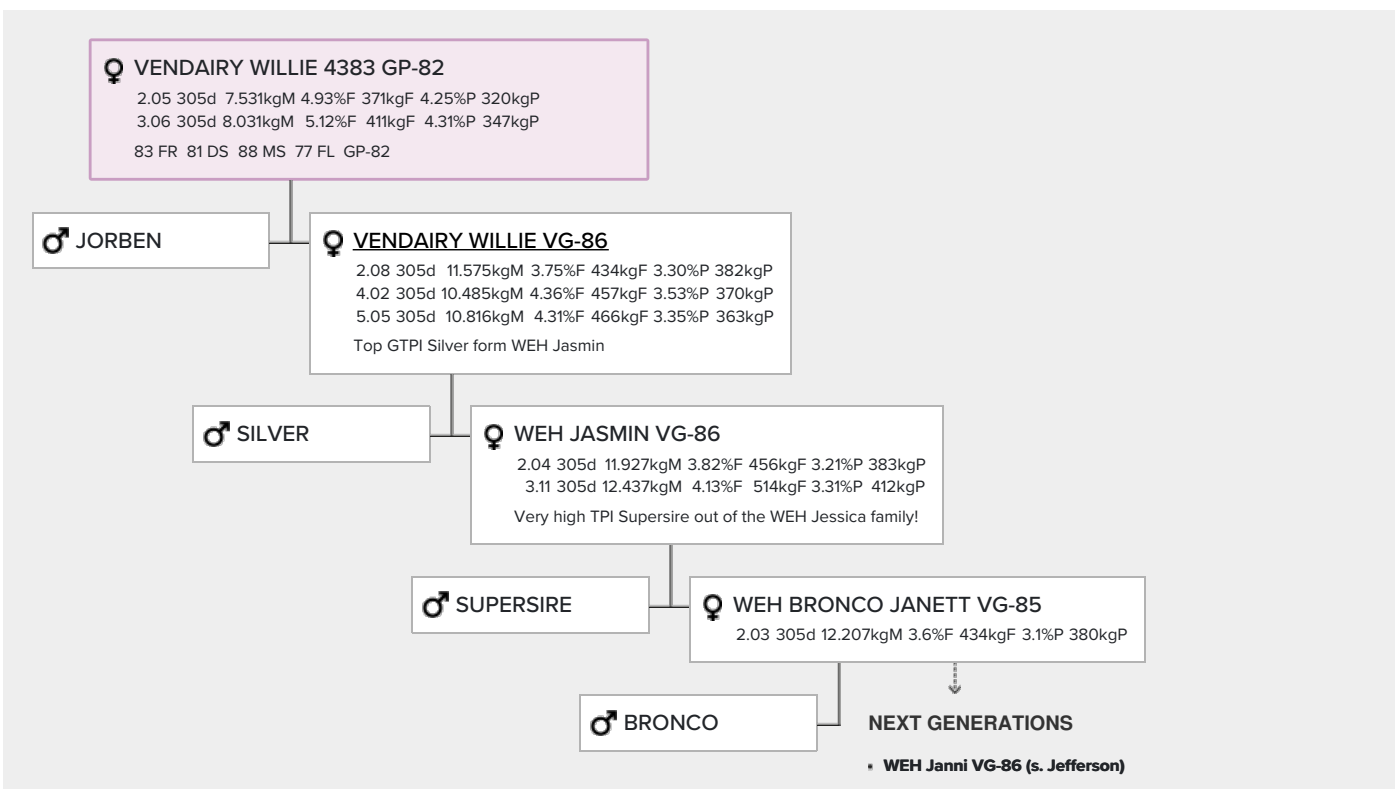 VENDAIRY WILLIE 4383 GP-82
2.05 305d 7.531kgM 4.93%F 371kgF 4.25%P 320kgP
3.06 305d 8.031kgM 5.12%F 411kgF 4.31%P 347kgP
83 FR 81 DS 88 MS 77 FL GP-82
JORBEN
VENDAIRY WILLIE VG-86
2.08 305d 11.575kgM 3.75%F 434kgF 3.30%P 382kgP
4.02 305d 10.485kgM 4.36%F 457kgF 3.53%P 370kgP
5.05 305d 10.816kgM 4.31%F 466kgF 3.35%P 363kgP
Top GTPI Silver form WEH Jasmin
SILVER
WEH JASMIN VG-86
2.04 305d 11.927kgM 3.82%F 456kgF 3.21%P 383kgP
3.11 305d 12.437kgM 4.13%F 514kgF 3.31%P 412kgP
Very high TPI Supersire out of the WEH Jessica family!
SUPERSIRE
WEH BRONCO JANETT VG-85
2.03 305d 12.207kgM 3.6%F 434kgF 3.1%P 380kgP
BRONCO
NEXT GENERATIONS
▪ WEH Janni VG-86 (s. Jefferson)